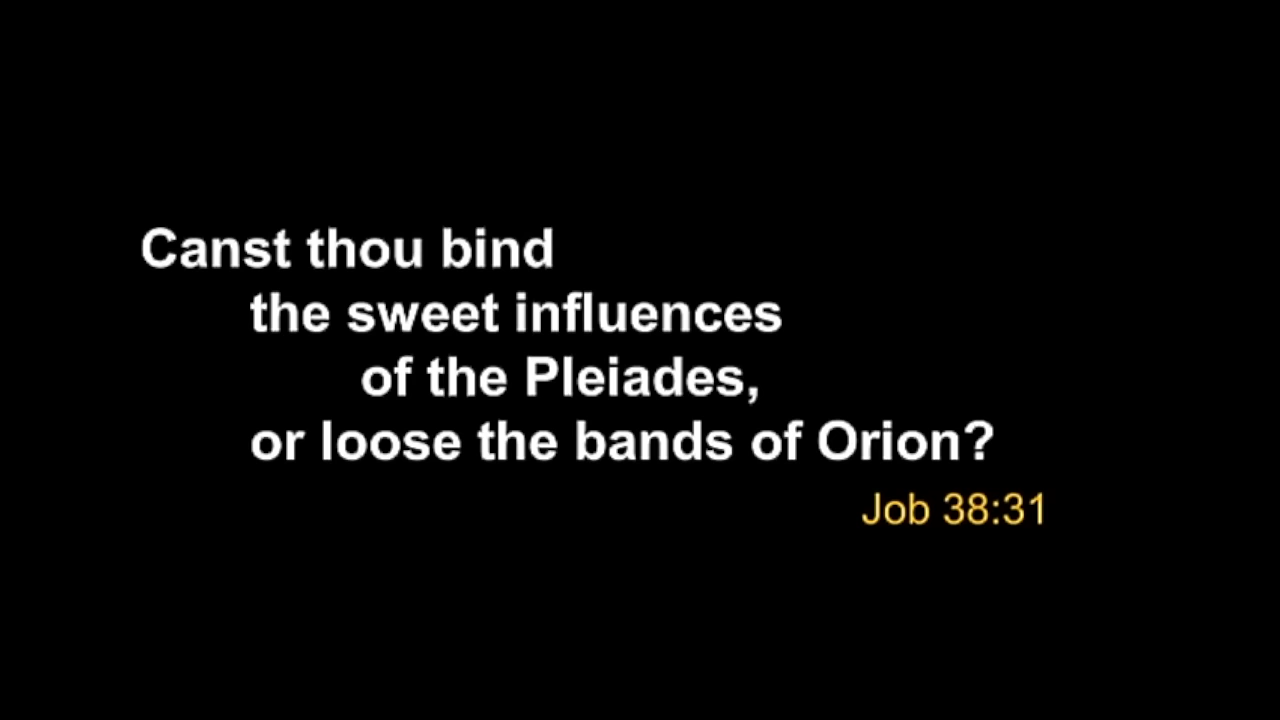 Canst thou bind
the sweet influences
of the Pleiades,
or loose the bands of Orion?
Job 38:31